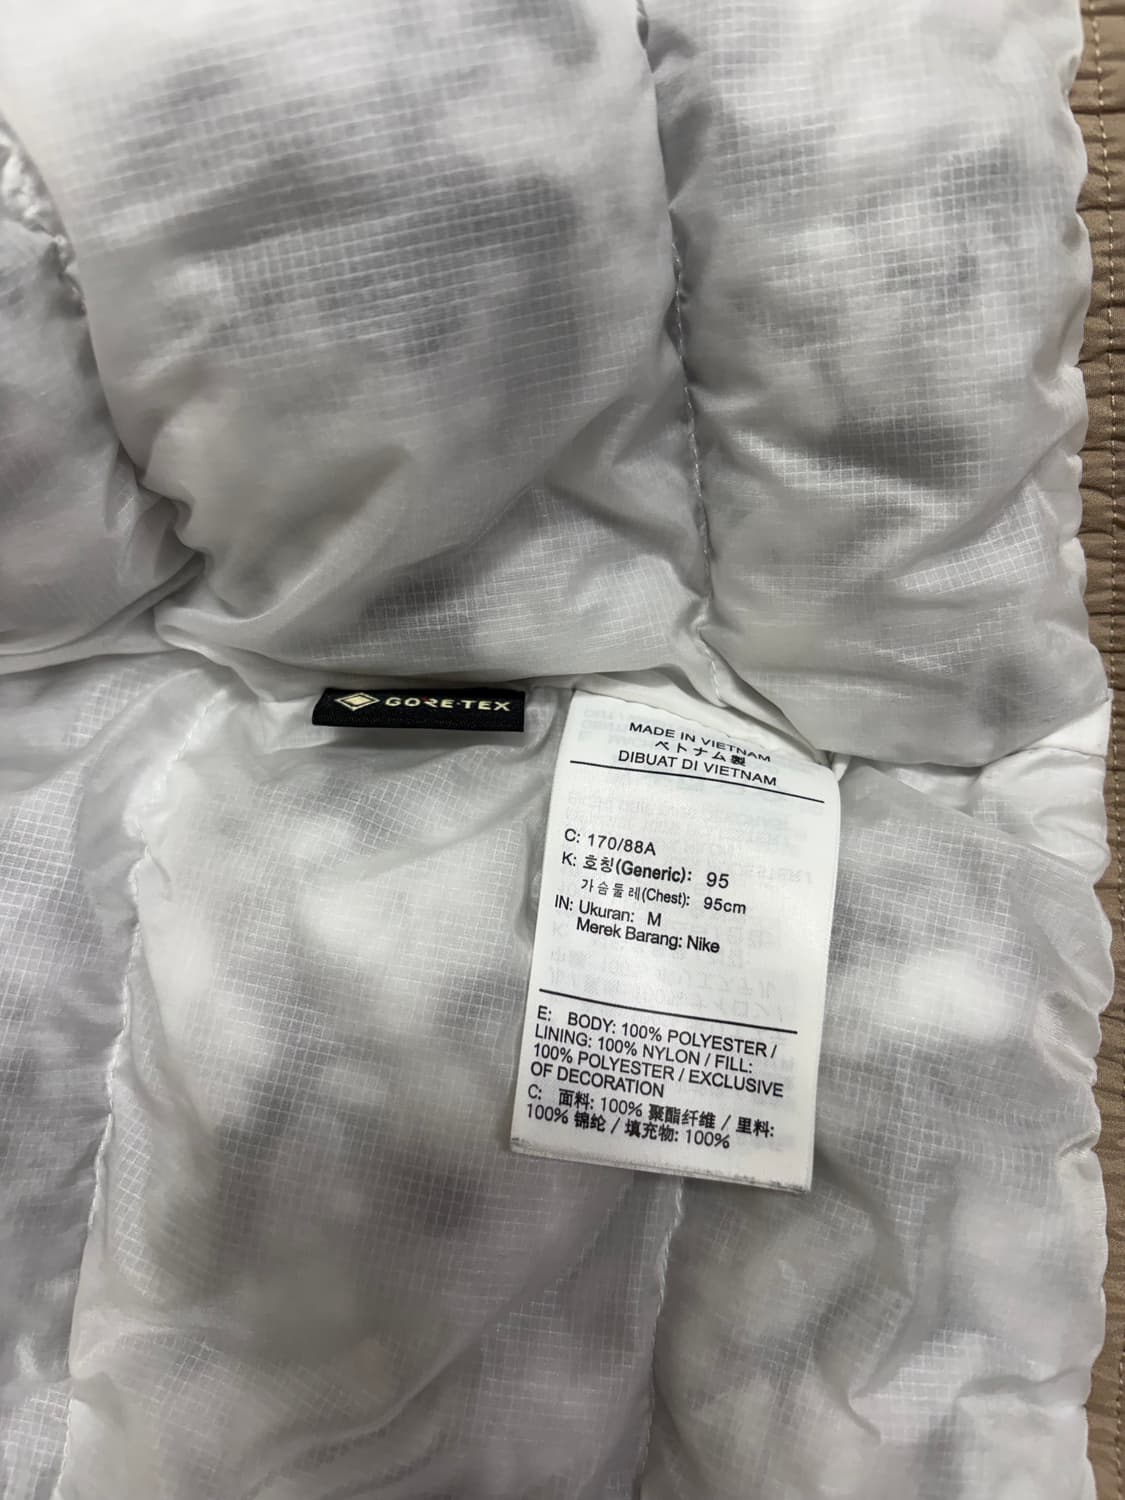 GORE-TEX
MADE IN VIETNAM
ベトナム製
DIBUAT DI VIETNAM
C: 170/88A
K: 호칭(Generic): 95
가슴둘레(Chest): 95cm
IN: Ukuran: M
Merek Barang: Nike
E: BODY: 100% POLYESTER /
LINING: 100% NYLON / FILL:
100% POLYESTER / EXCLUSIVE
OF DECORATION
C: 面料: 100% 聚酯纤维 / 里料:
100% 锦纶 / 填充物: 100%